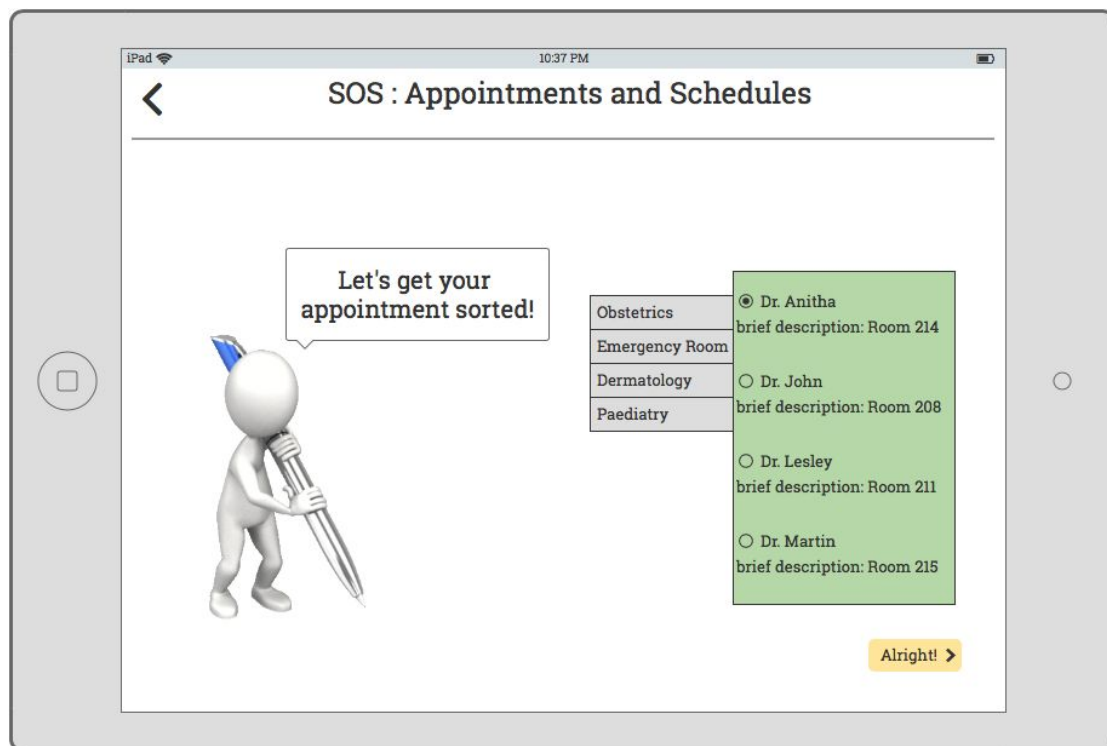 iPad
10:37 PM
SOS : Appointments and Schedules
Let's get your
appointment sorted!
Obstetrics
Emergency Room
Dermatology
Paediatry
Dr. Anitha
brief description: Room 214
Dr. John
brief description: Room 208
Dr. Lesley
brief description: Room 211
Dr. Martin
brief description: Room 215
Alright!